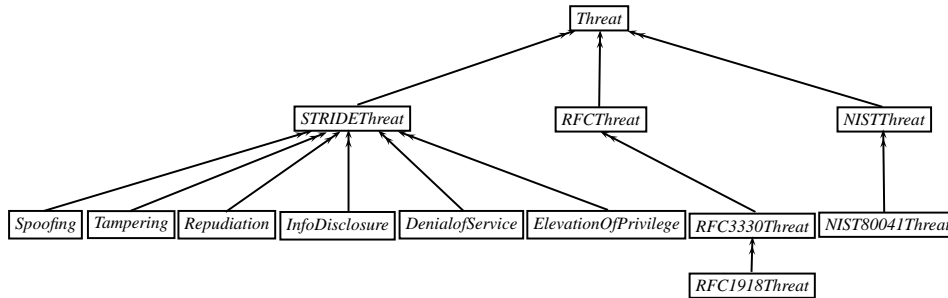 Threat
STRIDEThreat
RFCThreat
NISTThreat
Spoofing
Tampering
Repudiation
InfoDisclosure
DenialofService
ElevationOfPrivilege
RFC3330Threat
NIST80041Threat
RFC1918Threat